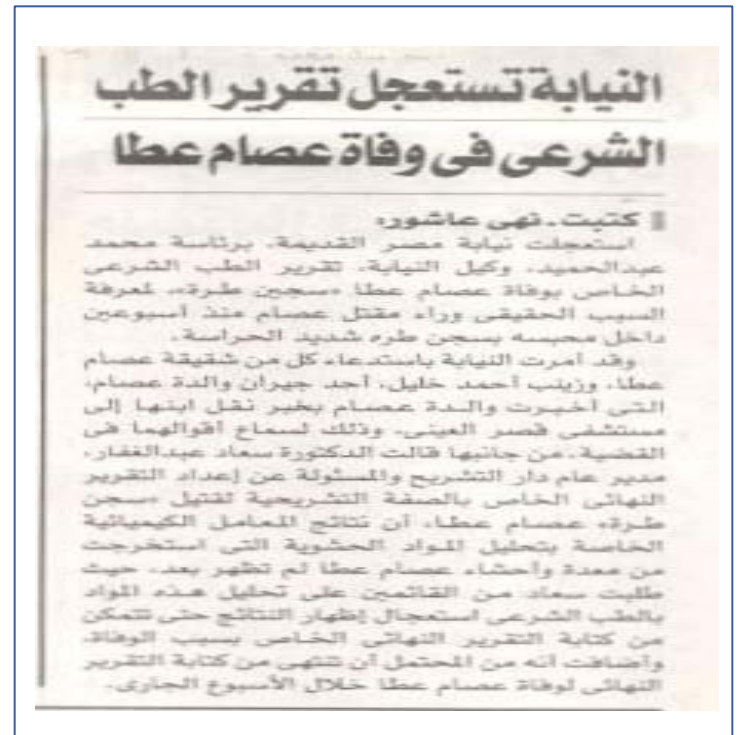 النيابة تستعجل تقرير الطب
الشرعى فى وفاة عصام عطا
كتبت. نهى عاشور:
استعجلت نيابة مصر القديمة، برئاسة محمد
عبدالحميد، وكيل النيابة، تقرير الطب الشرعى
الخاص بوفاة عصام عطا «سجين طرة»، لمعرفة
السبب الحقيقى وراء مقتل عصام منذ أسبوعين
داخل محبسه بسجن طره شديد الحراسة.
وقد أمرت النيابة باستدعاء كل من شقيقة عصام
عطا، وزينب أحمد خليل، أحد جيران والدة عصام،
التى أخبرت والدة عصام بخبر نقل ابنها إلى
مستشفى قصر العينى، وذلك لسماع أقوالهما فى
القضية، من جانبها قالت الدكتورة سعاد عبدالغفار،
مدير عام دار التشريح والمسئولة عن إعداد التقرير
النهائى الخاص بالصفة التشريحية لقتيل «سجن
طرة» عصام عطا، أن نتائج المعامل الكيميائية
الخاصة بتحليل المواد الحشوية التى استخرجت
من معدة وأحشاء عصام عطا لم تظهر بعد، حيث
طلبت سعاد من القائمين على تحليل هذه المواد
بالطب الشرعى استعجال إظهار النتائج حتى تتمكن
من كتابة التقرير النهائى الخاص بسبب الوفاة.
وأضافت أنه من المحتمل أن تنتهى من كتابة التقرير
النهائى لوفاة عصام عطا خلال الأسبوع الجارى.